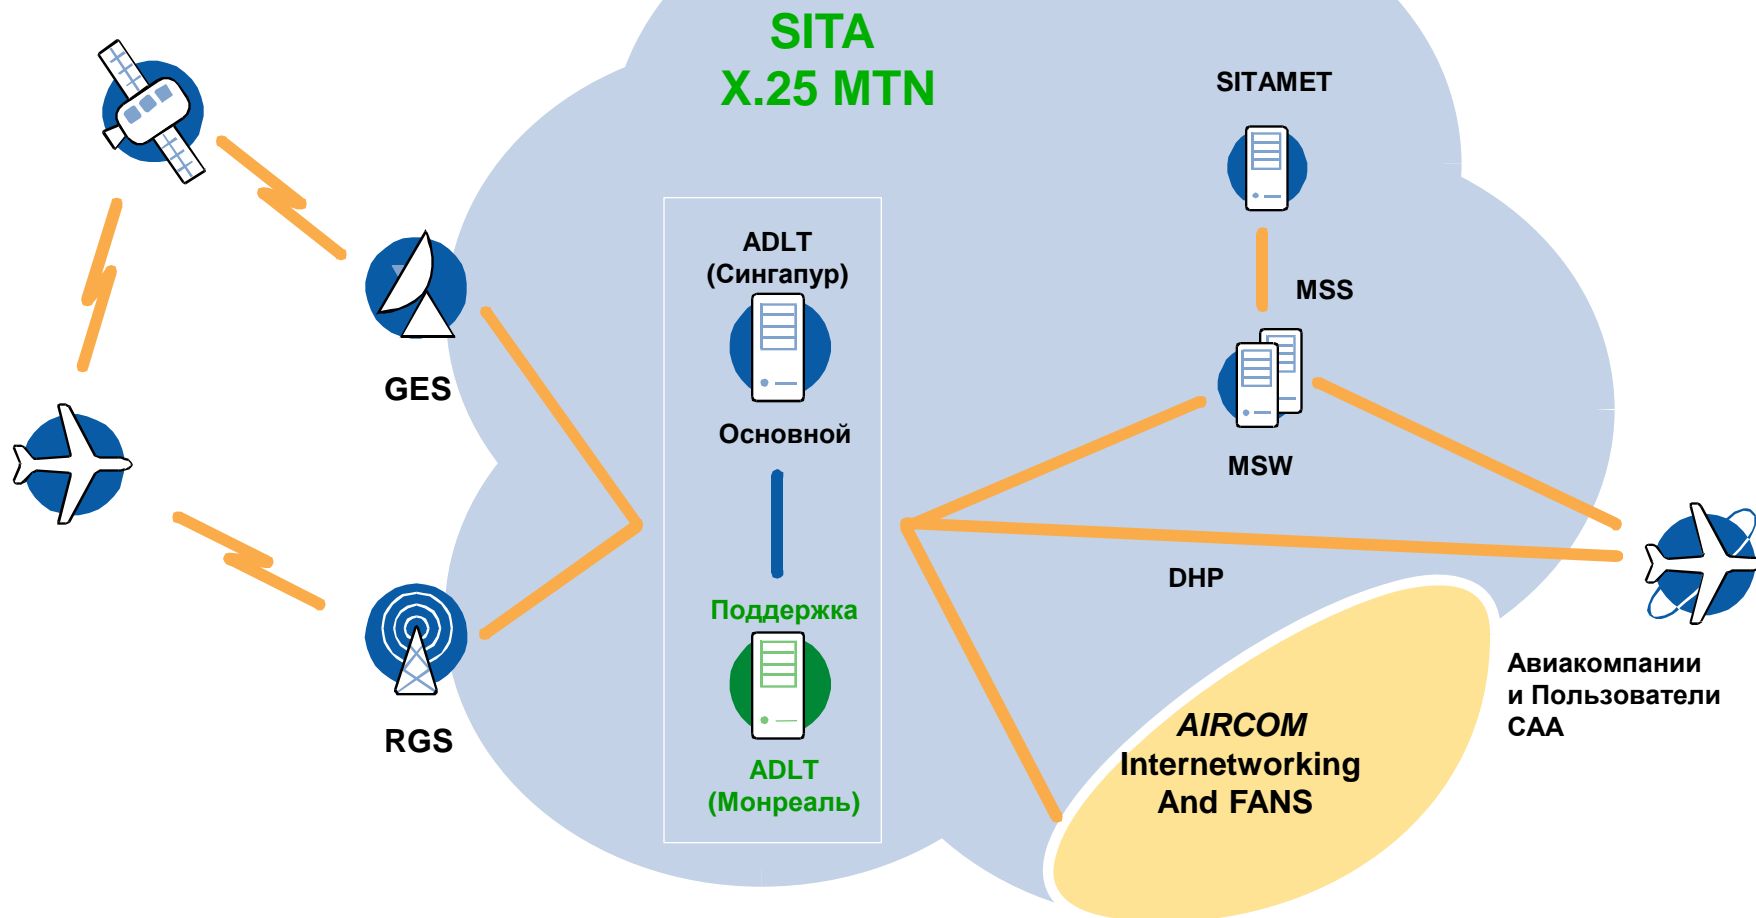 SITA
X.25 MTN
SITAMET
ADLT
(Сингапур)
MSS
GES
Основной
MSW
DHP
Поддержка
Авиакомпании
и Пользователи
САА
RGS
AIRCOM
Internetworking
And FANS
ADLT
(Монреаль)